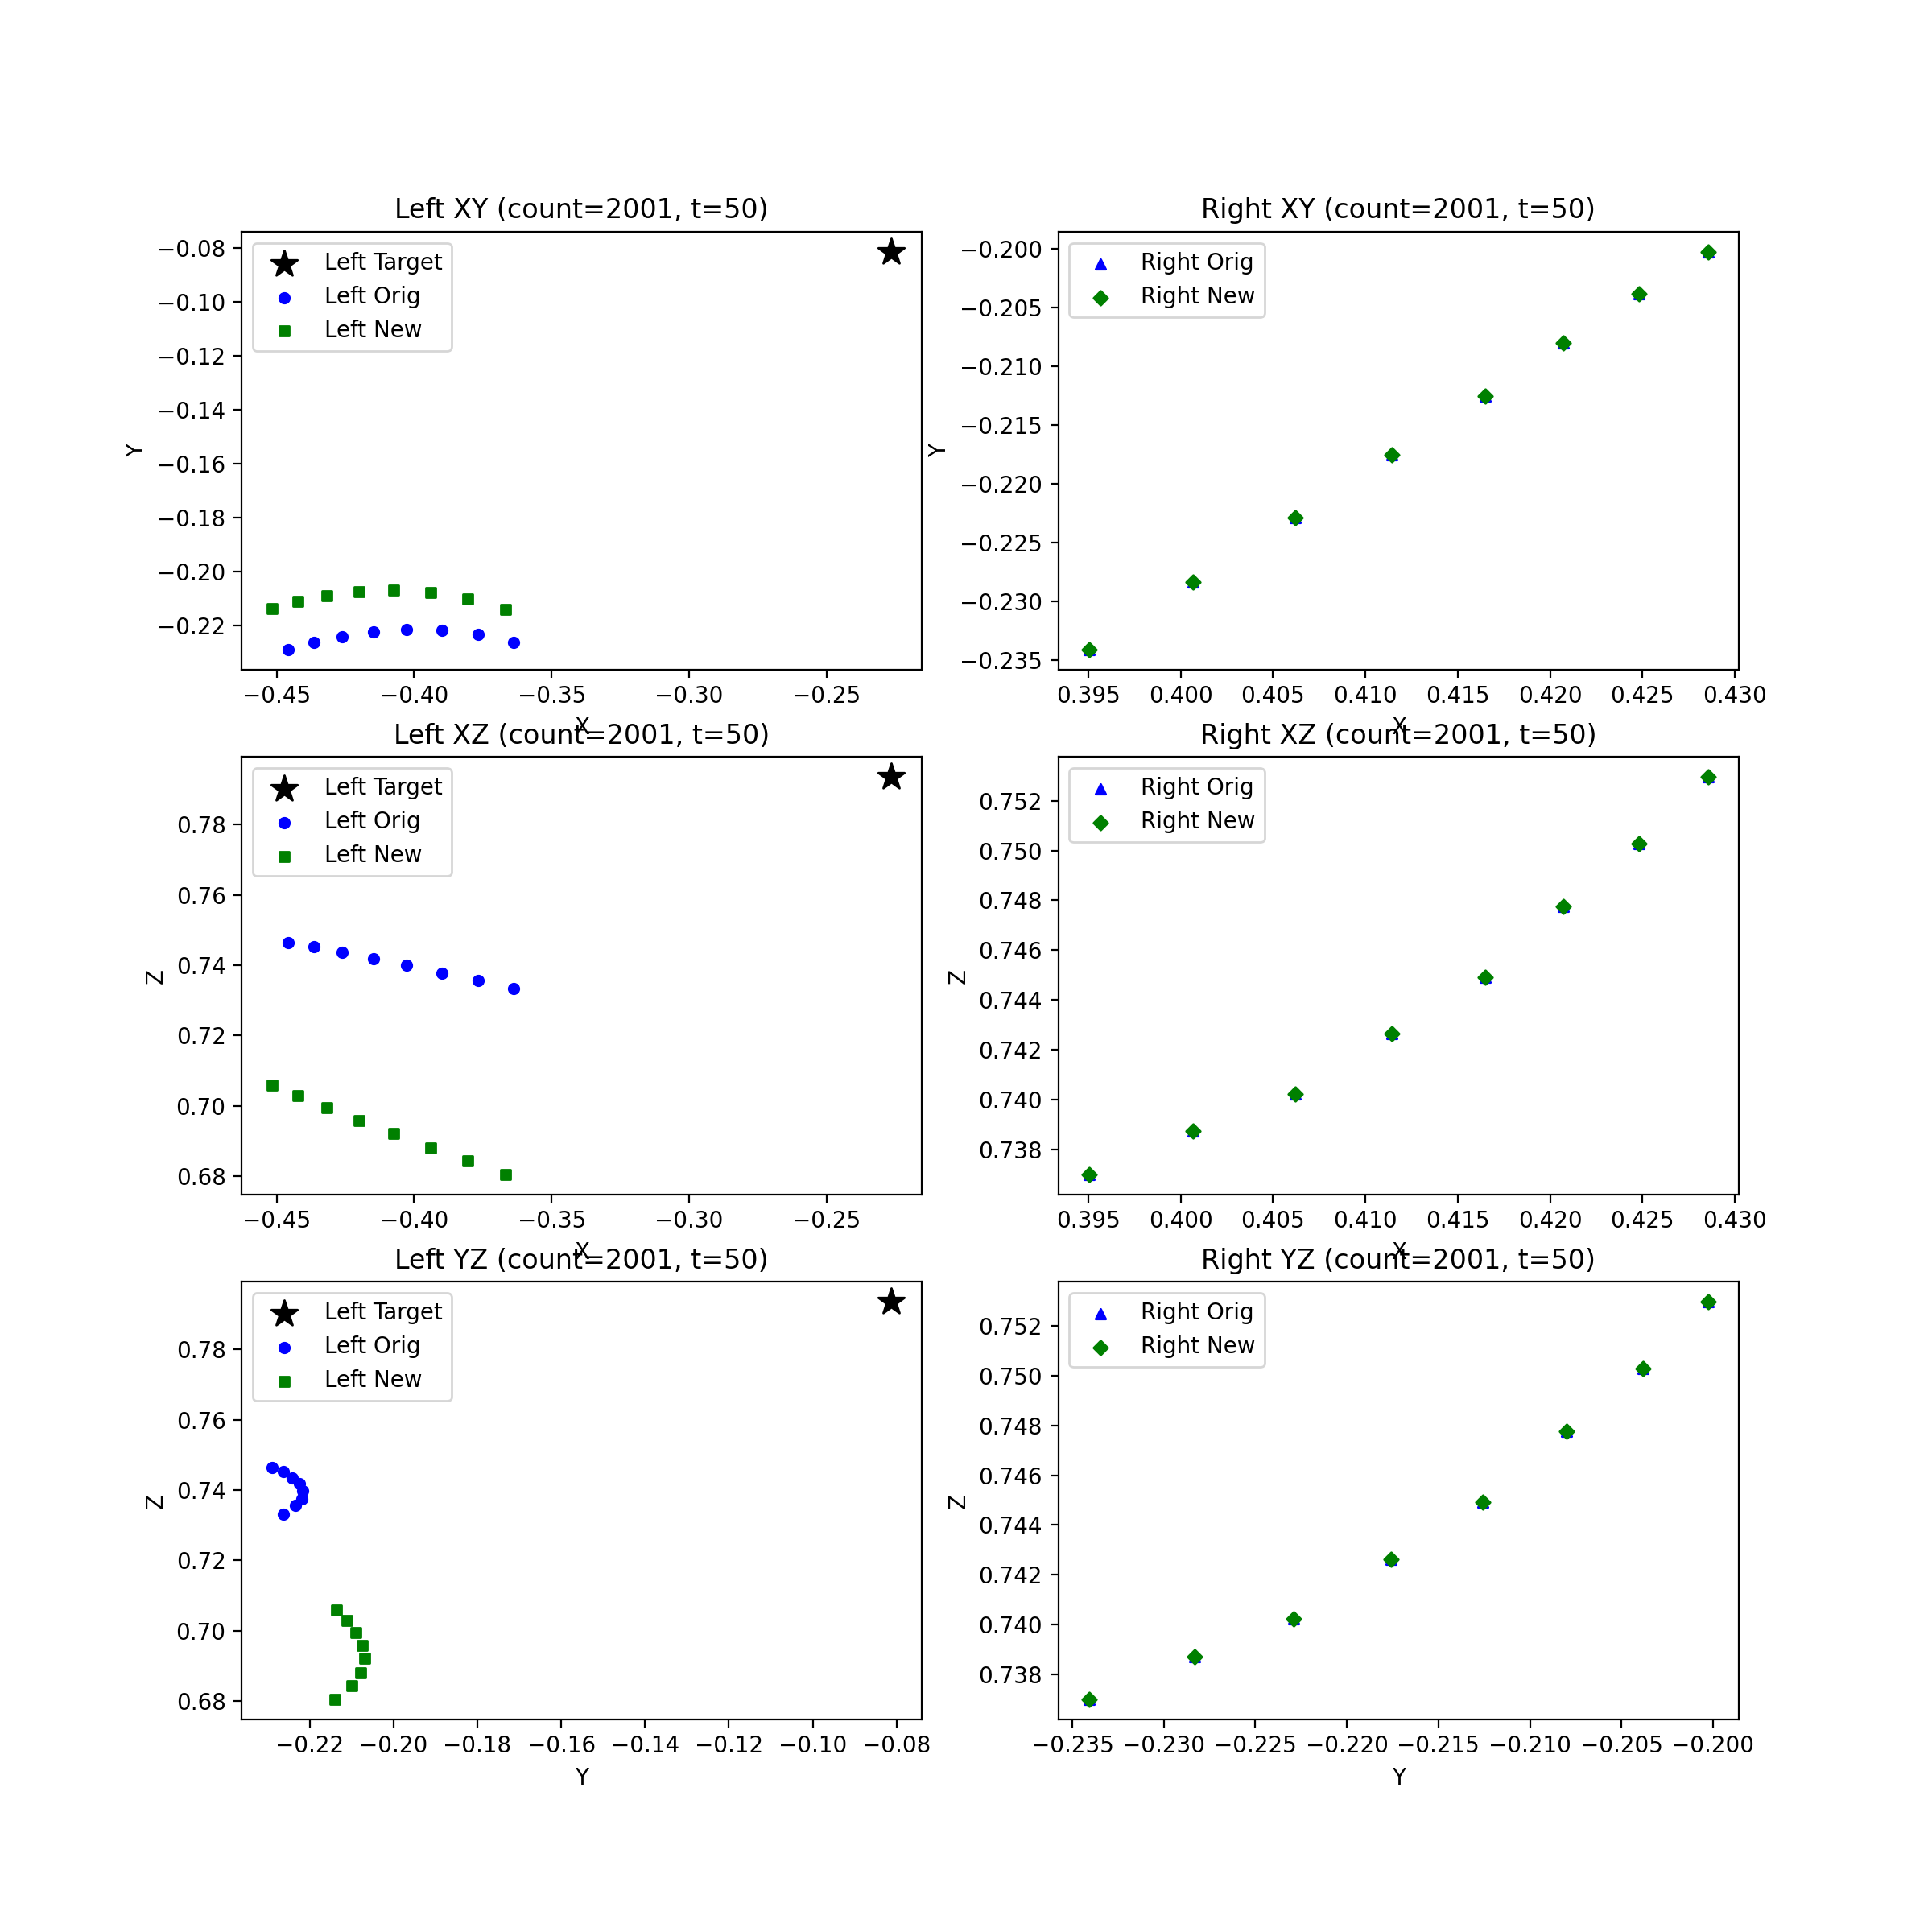 Left XY (count=2001, t=50)
Left Target
Left Orig
Left New
−0.08
−0.10
−0.12
−0.14
−0.16
−0.18
−0.20
−0.22
Y
−0.45
−0.40
−0.35
−0.30
−0.25
X
Right XY (count=2001, t=50)
Right Orig
Right New
−0.200
−0.205
−0.210
−0.215
−0.220
−0.225
−0.230
−0.235
Y
0.395
0.400
0.405
0.410
0.415
0.420
0.425
0.430
X
Left XZ (count=2001, t=50)
Left Target
Left Orig
Left New
0.78
0.76
0.74
0.72
0.70
0.68
Z
−0.45
−0.40
−0.35
−0.30
−0.25
X
Right XZ (count=2001, t=50)
Right Orig
Right New
0.752
0.750
0.748
0.746
0.744
0.742
0.740
0.738
Z
0.395
0.400
0.405
0.410
0.415
0.420
0.425
0.430
X
Left YZ (count=2001, t=50)
Left Target
Left Orig
Left New
0.78
0.76
0.74
0.72
0.70
0.68
Z
−0.22
−0.20
−0.18
−0.16
−0.14
−0.12
−0.10
−0.08
Y
Right YZ (count=2001, t=50)
Right Orig
Right New
0.752
0.750
0.748
0.746
0.744
0.742
0.740
0.738
Z
−0.235
−0.230
−0.225
−0.220
−0.215
−0.210
−0.205
−0.200
Y